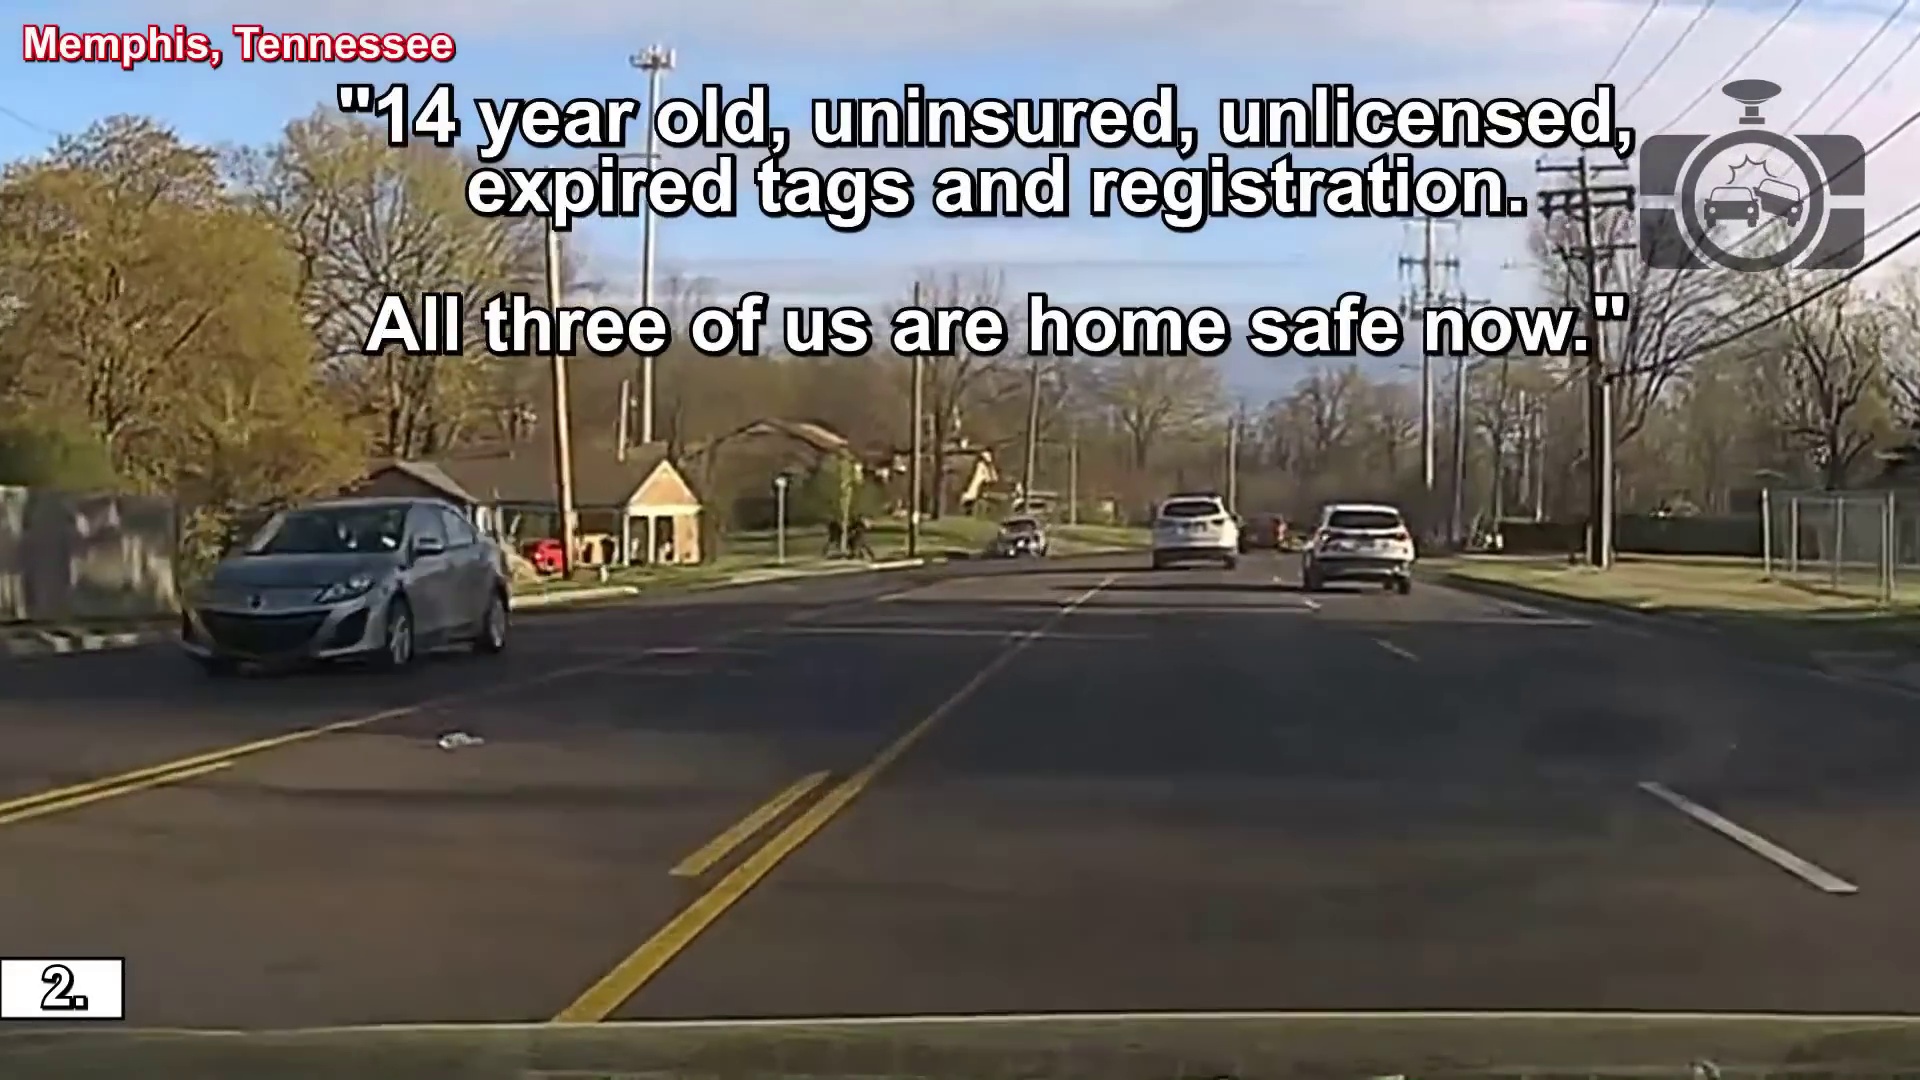 Memphis, Tennessee
"14 year old, uninsured, unlicensed,
expired tags and registration.
All three of us are home safe now."
2.